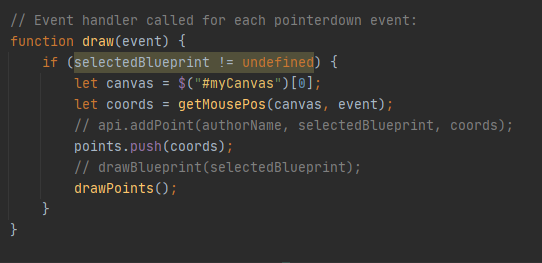 // Event handler called for each pointerdown event:
function draw(event) {
    if (selectedBlueprint != undefined) {
        let canvas = $("#myCanvas")[0];
        let coords = getMousePos(canvas, event);
        // api.addPoint(authorName, selectedBlueprint, coords);
        points.push(coords);
        // drawBlueprint(selectedBlueprint);
        drawPoints();
    }
}